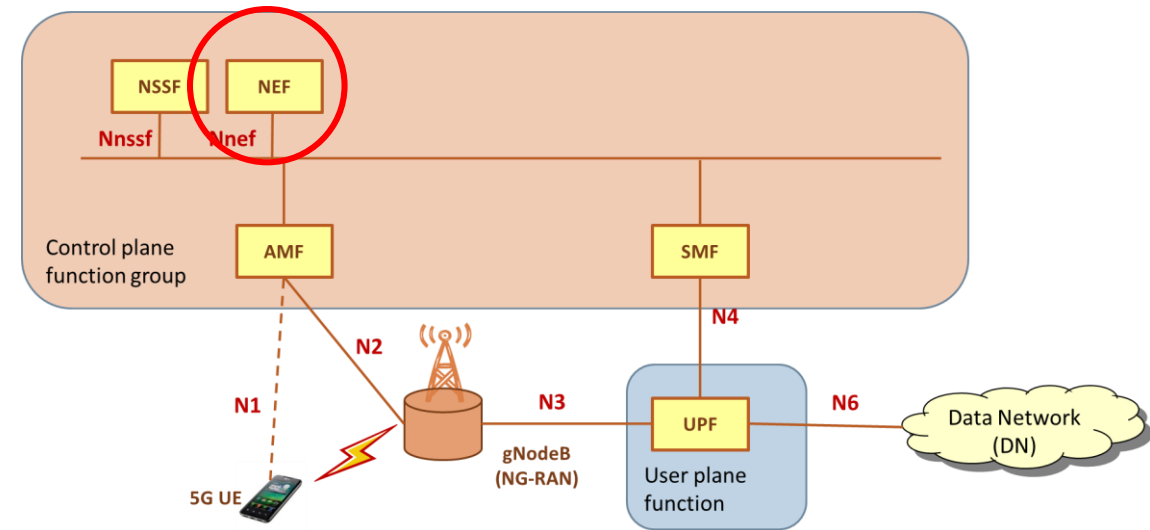 NSSF
NEF
Nnssf
Nnef
Control plane
function group
AMF
SMF
N4
N2
N1
N3
N6
UPF
Data Network
(DN)
gNodeB
(NG-RAN)
User plane
function
5G UE